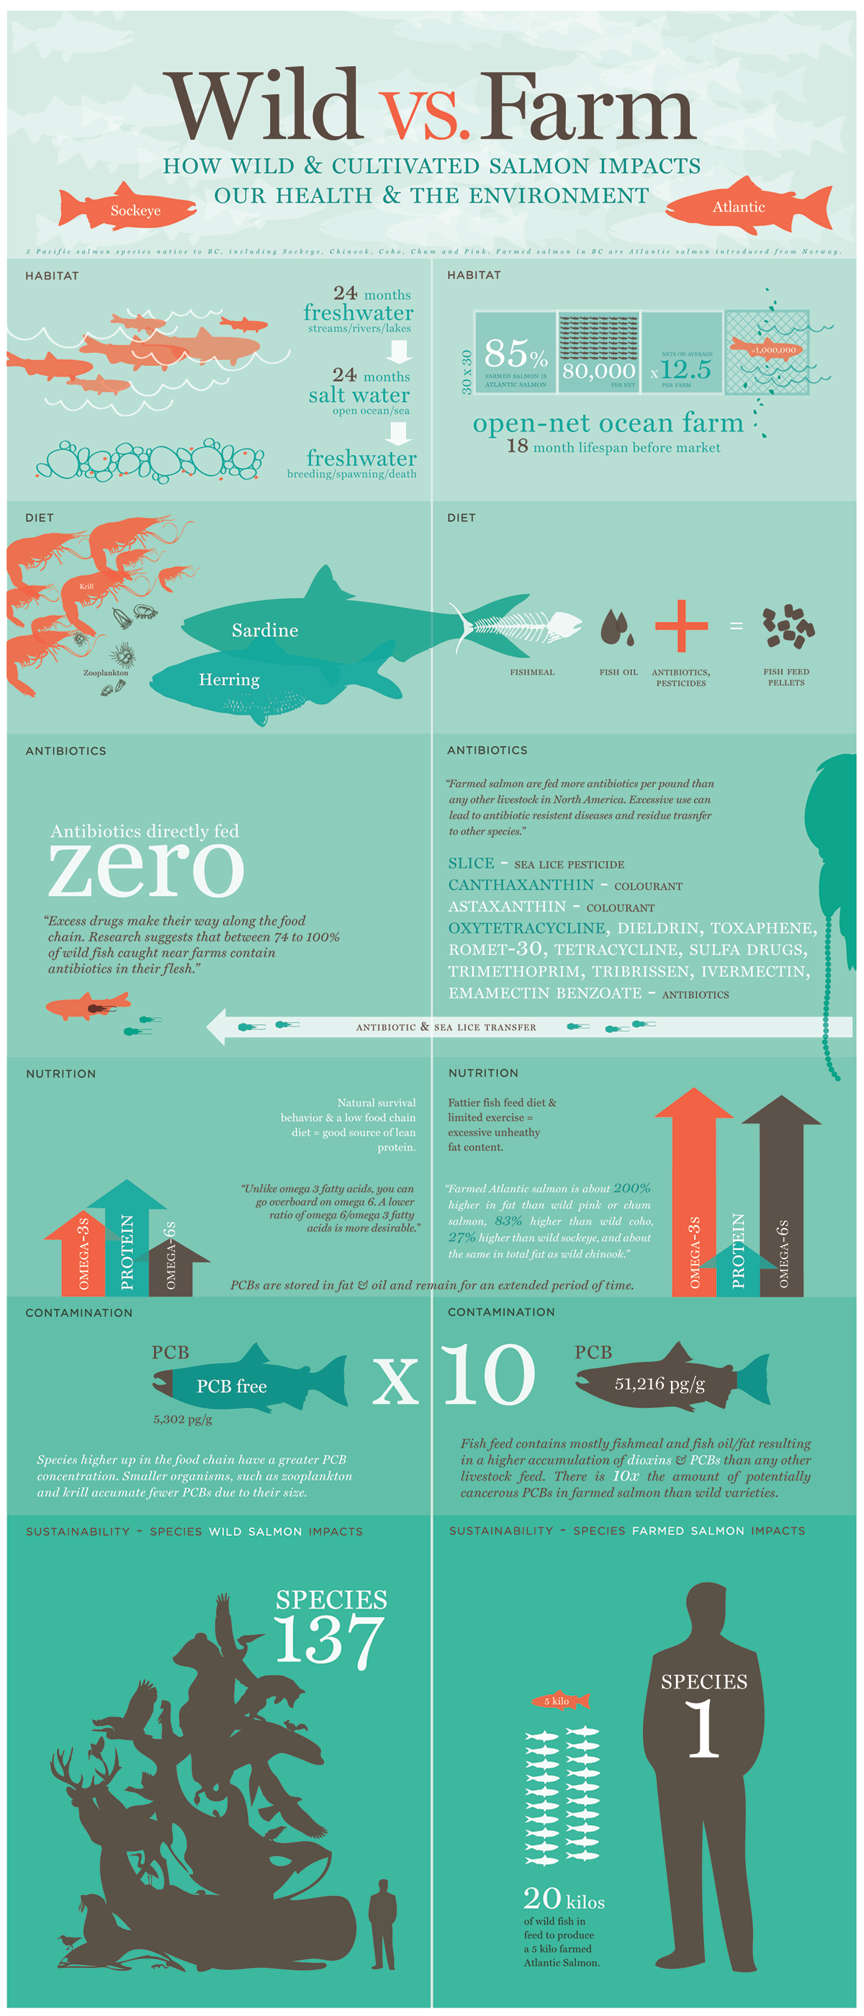 Wild vs. Farm
HOW WILD & CULTIVATED SALMON IMPACTS
OUR HEALTH & THE ENVIRONMENT
Sockeye
Atlantic
5 Pacific salmon species native to BC, including Sockeye, Chinook, Coho, Chum and Pink. Farmed salmon in BC are Atlantic salmon introduced from Norway.
HABITAT
24 months
freshwater
streams/rivers/lakes
24 months
salt water
open ocean/sea
freshwater
breeding/spawning/death
HABITAT
30 x 30
85%
FARMED SALMON IS
ATLANTIC SALMON
80,000
PER NET
NETS ON AVERAGE
x12.5
PER FARM
=1,000,000
open-net ocean farm
18 month lifespan before market
DIET
Krill
Zooplankton
Sardine
Herring
DIET
FISHMEAL
FISH OIL
ANTIBIOTICS,
PESTICIDES
=
FISH FEED
PELLETS
ANTIBIOTICS
Antibiotics directly fed
zero
“Excess drugs make their way along the food
chain. Research suggests that between 74 to 100%
of wild fish caught near farms contain
antibiotics in their flesh.”
ANTIBIOTICS
“Farmed salmon are fed more antibiotics per pound than
any other livestock in North America. Excessive use can
lead to antibiotic resistent diseases and residue trasnfer
to other species.”
SLICE - SEA LICE PESTICIDE
CANTHAXANTHIN - COLOURANT
ASTAXANTHIN - COLOURANT
OXYTETRACYCLINE, DIELDRIN, TOXAPHENE,
ROMET-30, TETRACYCLINE, SULFA DRUGS,
TRIMETHOPRIM, TRIBRISSEN, IVERMECTIN,
EMAMECTIN BENZOATE - ANTIBIOTICS
ANTIBIOTIC & SEA LICE TRANSFER
NUTRITION
Natural survival
behavior & a low food chain
diet = good source of lean
protein.
“Unlike omega 3 fatty acids, you can
go overboard on omega 6. A lower
ratio of omega 6/omega 3 fatty
acids is more desirable.”
OMEGA-3S
PROTEIN
OMEGA-6S
NUTRITION
Fattier fish feed diet &
limited exercise =
excessive unheathy
fat content.
“Farmed Atlantic salmon is about 200%
higher in fat than wild pink or chum
salmon, 83% higher than wild coho,
27% higher than wild sockeye, and about
the same in total fat as wild chinook.”
OMEGA-3S
PROTEIN
OMEGA-6S
PCBs are stored in fat & oil and remain for an extended period of time.
CONTAMINATION
PCB
PCB free
5,302 pg/g
x 10
Species higher up in the food chain have a greater PCB
concentration. Smaller organisms, such as zooplankton
and krill accumate fewer PCBs due to their size.
CONTAMINATION
PCB
51,216 pg/g
Fish feed contains mostly fishmeal and fish oil/fat resulting
in a higher accumulation of dioxins & PCBs than any other
livestock feed. There is 10x the amount of potentially
cancerous PCBs in farmed salmon than wild varieties.
SUSTAINABILITY - SPECIES WILD SALMON IMPACTS
SPECIES
137
SUSTAINABILITY - SPECIES FARMED SALMON IMPACTS
SPECIES
1
5 kilo
20 kilos
of wild fish in
feed to produce
a 5 kilo farmed
Atlantic Salmon.